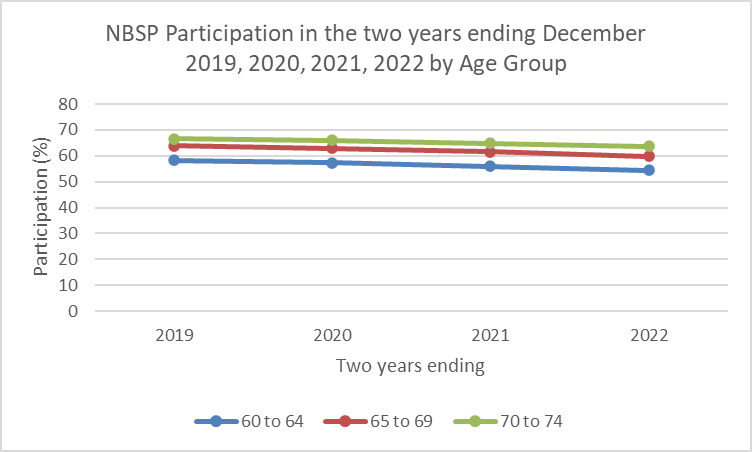 NBSP Participation in the two years ending December
2019, 2020, 2021, 2022 by Age Group
Participation (%)
80
70
60
50
40
30
20
10
0
2019 2020 2021 2022
Two years ending
60 to 64 65 to 69 70 to 74